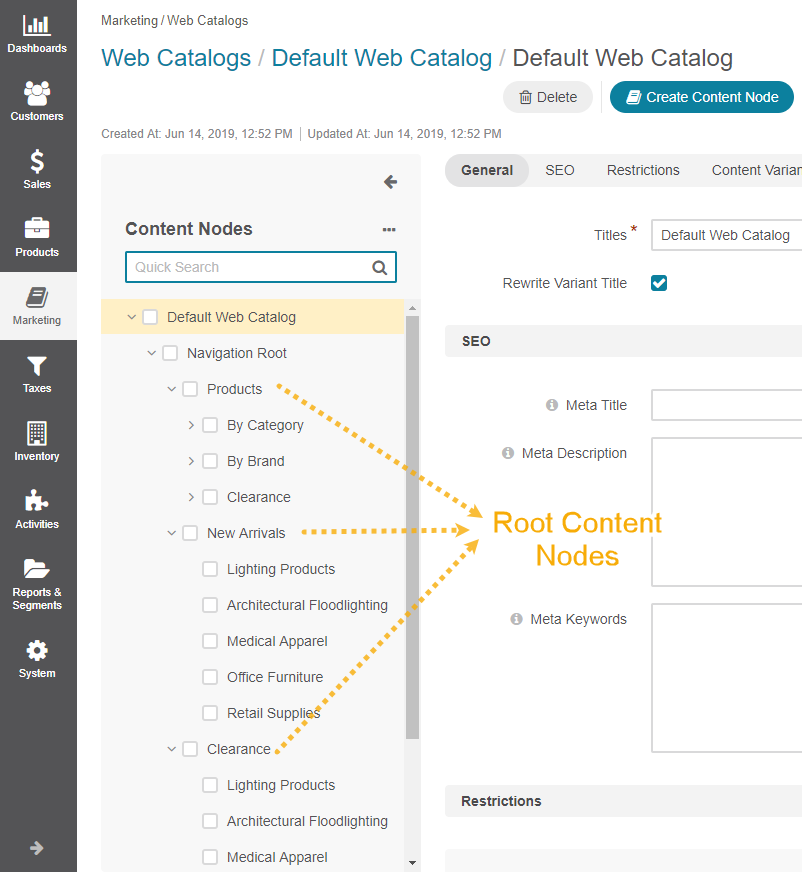 Dashboards
Customers
Sales
Products
Marketing
Taxes
Inventory
Activities
Reports &
Segments
System
Marketing / Web Catalogs
Web Catalogs / Default Web Catalog / Default Web Catalog
Delete
Create Content Node
Created At: Jun 14, 2019, 12:52 PM | Updated At: Jun 14, 2019, 12:52 PM
Content Nodes
...
Quick Search
Default Web Catalog
Navigation Root
Products
By Category
By Brand
Clearance
New Arrivals
Lighting Products
Architectural Floodlighting
Medical Apparel
Office Furniture
Retail Supplies
Clearance
Lighting Products
Architectural Floodlighting
Medical Apparel
General SEO Restrictions Content Varian
Titles * Default Web Catalog
Rewrite Variant Title
SEO
Meta Title
Meta Description
Root Content
Nodes
Meta Keywords
Restrictions